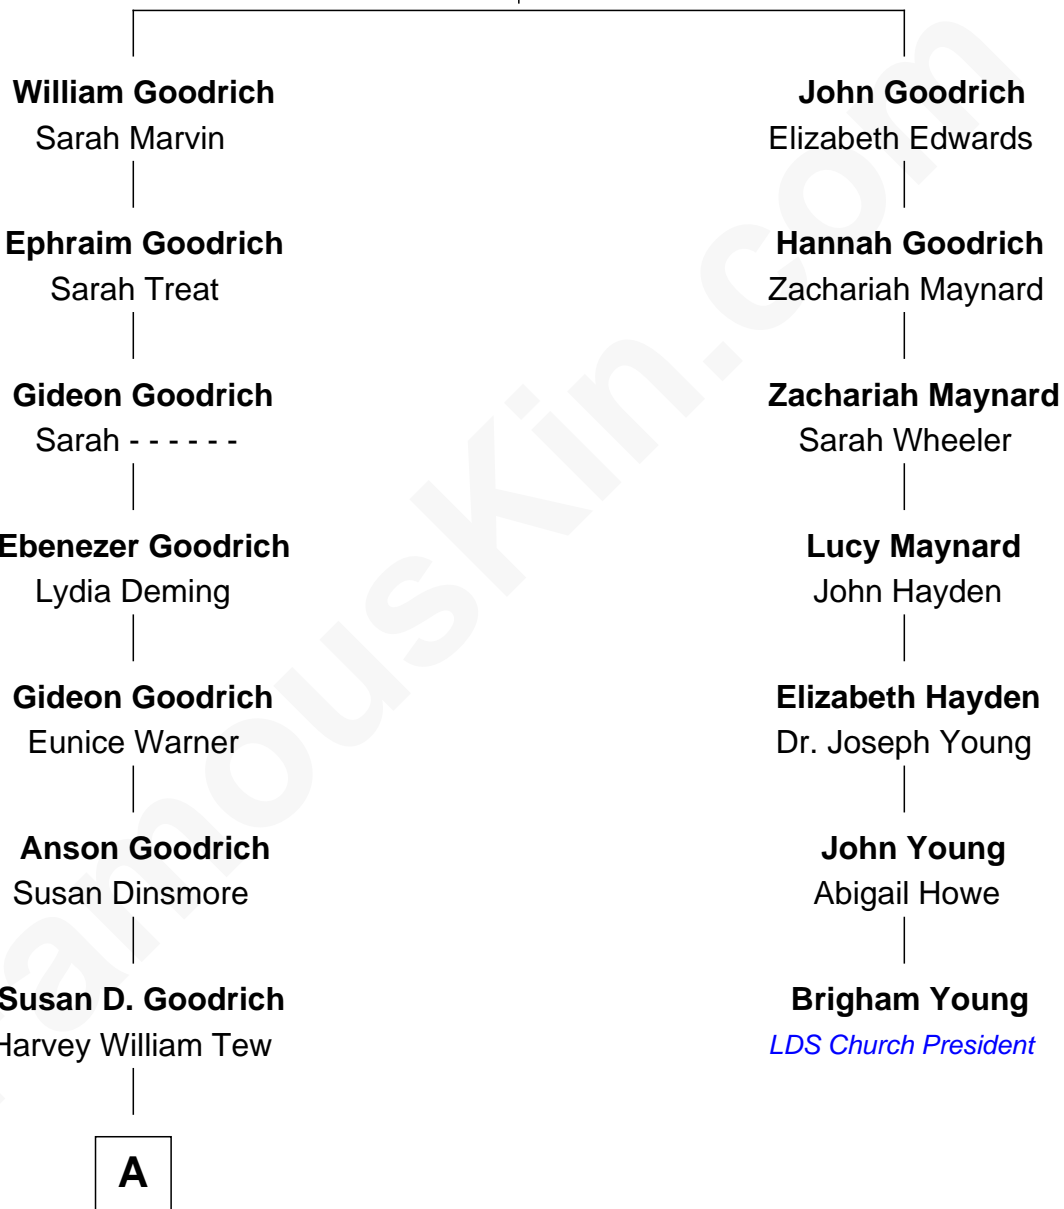 William Goodrich
Sarah Marvin
John Goodrich
Elizabeth Edwards
Ephraim Goodrich
Sarah Treat
Hannah Goodrich
Zachariah Maynard
Gideon Goodrich
Sarah - - - - - -
Zachariah Maynard
Sarah Wheeler
Ebenezer Goodrich
Lydia Deming
Lucy Maynard
John Hayden
Gideon Goodrich
Eunice Warner
Elizabeth Hayden
Dr. Joseph Young
Anson Goodrich
Susan Dinsmore
John Young
Abigail Howe
Susan D. Goodrich
Harvey William Tew
Brigham Young
LDS Church President
A
amousKin.com